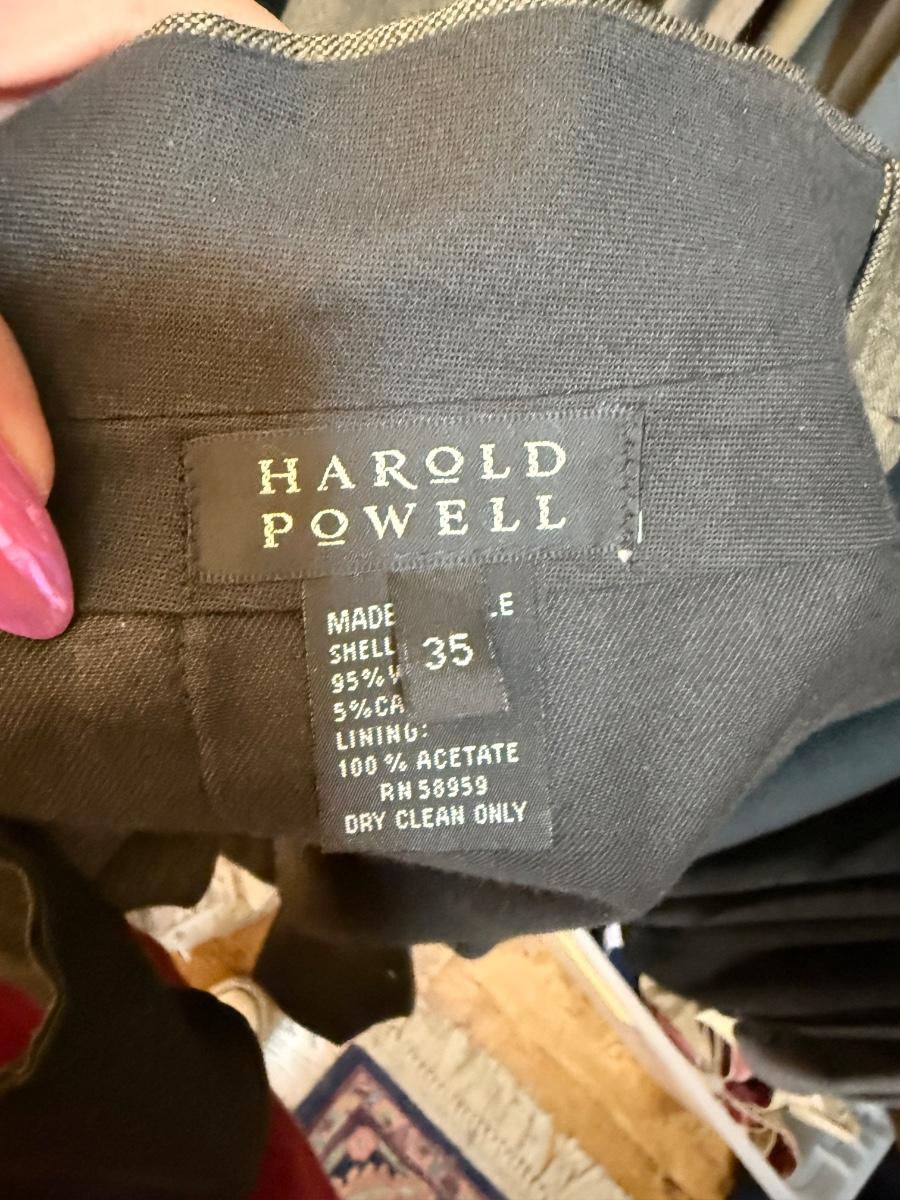 HAROLD
POWELL
MADE
35
SHELL
95%
5%
LINING:
100% ACETATE
RN 58959
DRY CLEAN ONLY